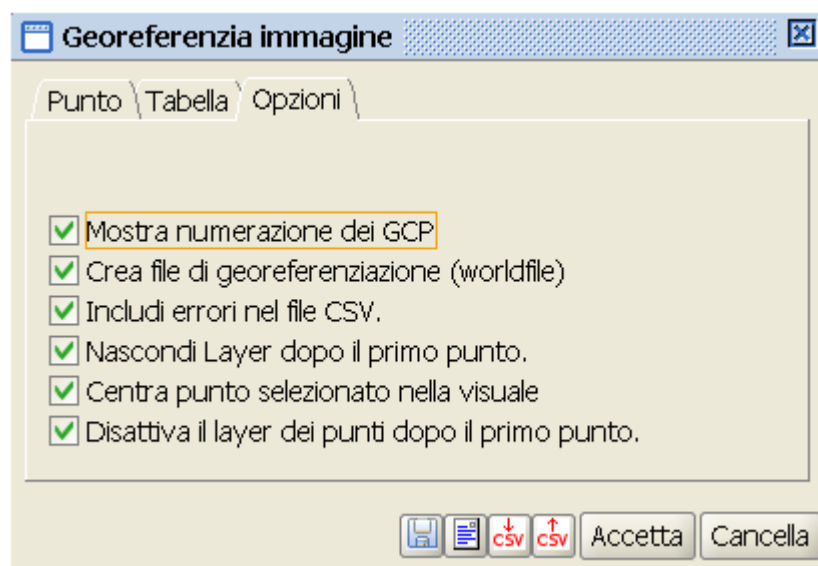 Georeferenzia immagine
Punto Tabella Opzioni
Mostra numerazione dei GCP
Crea file di georeferenziazione (worldfile)
Includi errori nel file CSV.
Nascondi Layer dopo il primo punto.
Centra punto selezionato nella visuale
Disattiva il layer dei punti dopo il primo punto.
csv csv Accetta Cancella